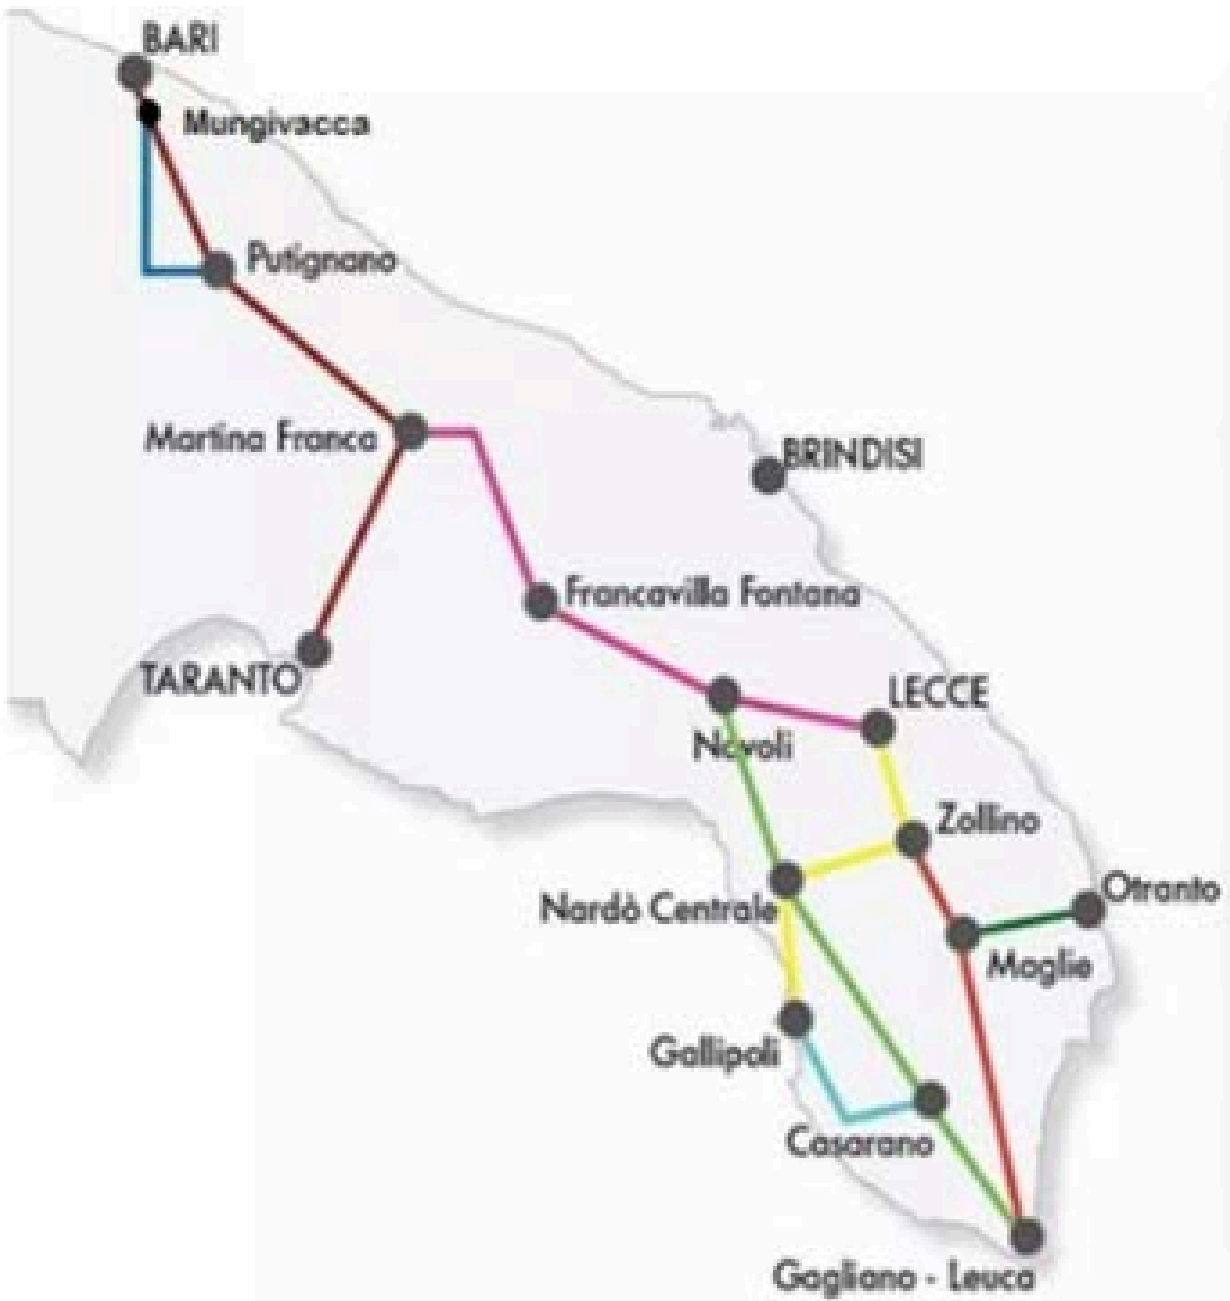 BARI
Mungivacca
Putignano
Martina Franca
BRINDISI
Francavilla Fontana
TARANTO
LECCE
Novoli
Zollino
Otranto
Nardò Centrale
Maglie
Gallipoli
Casarano
Gagliano - Leuca